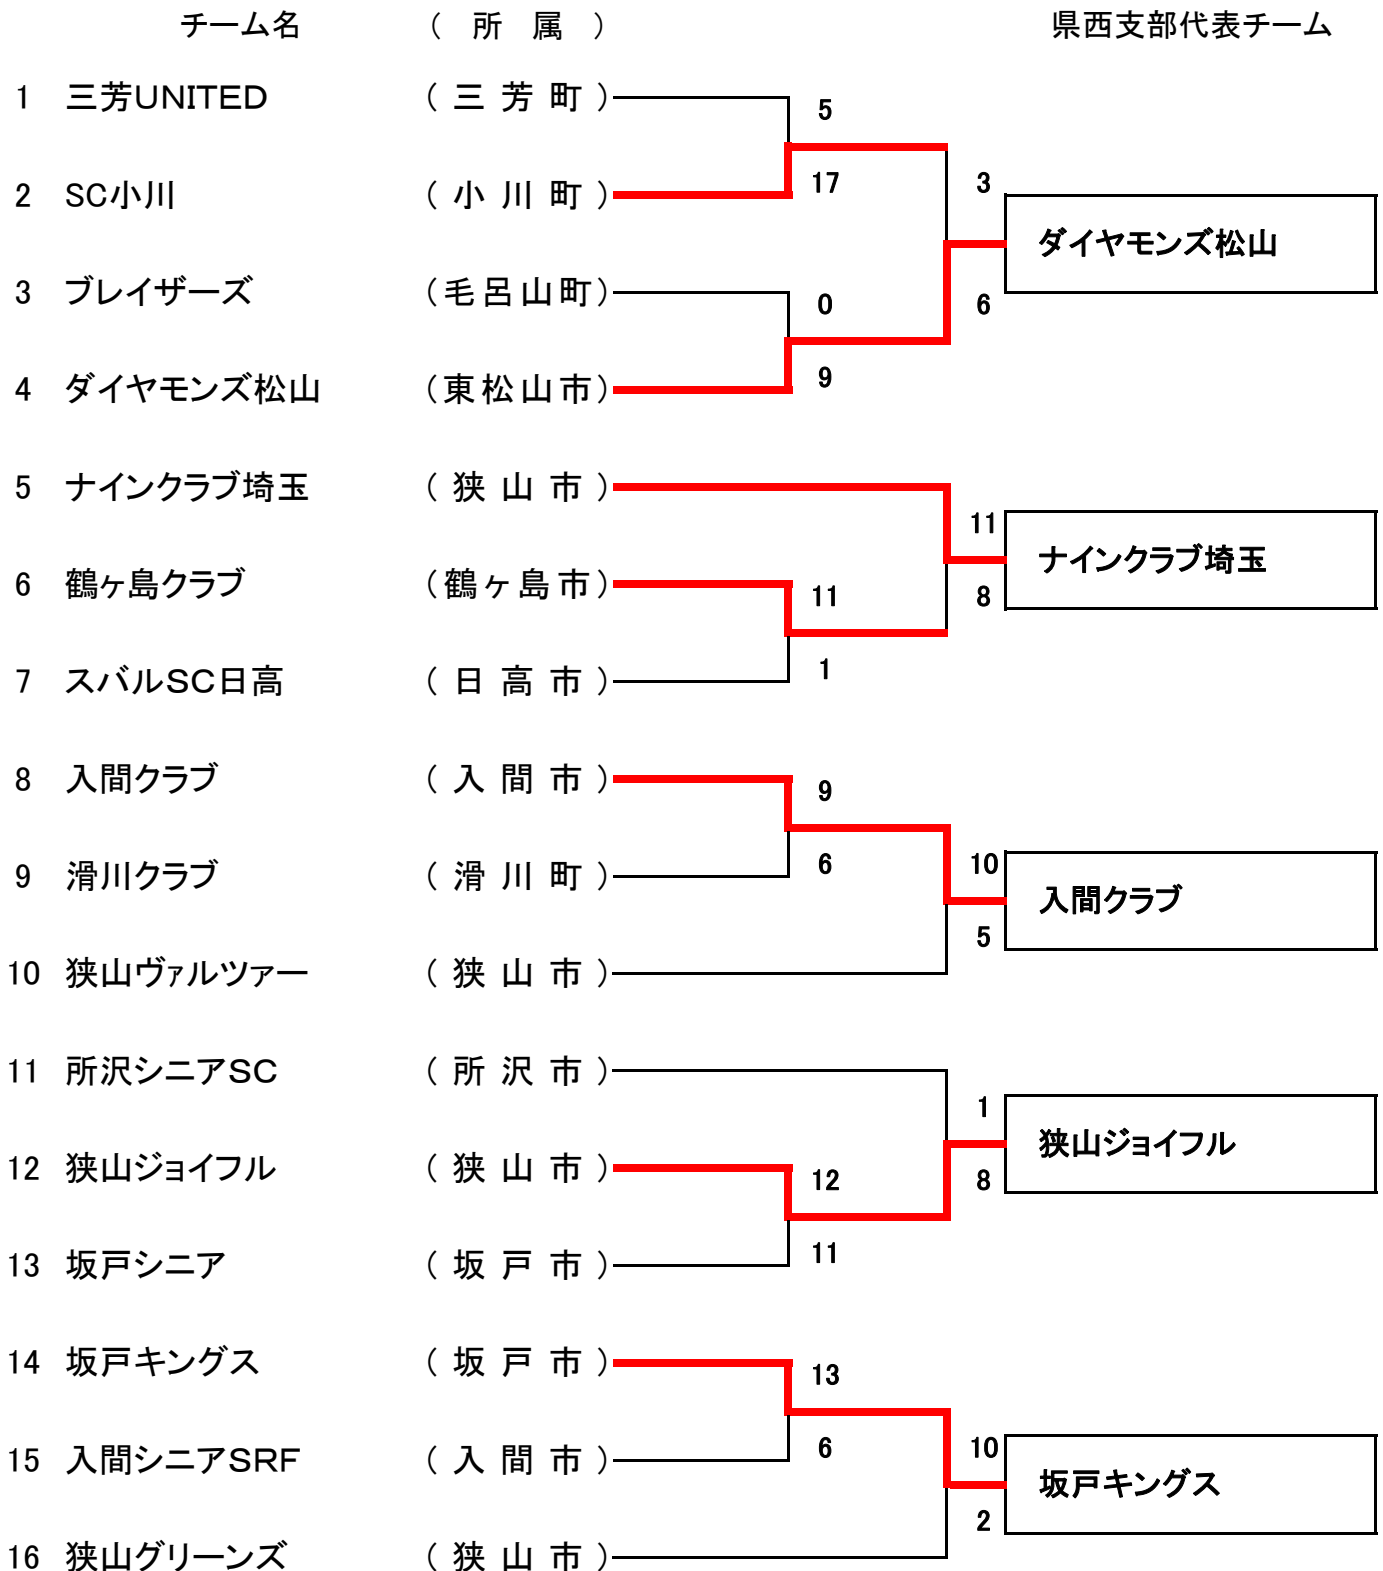 チーム名 （ 所 属 ） 県西支部代表チーム
1 三芳UNITED （ 三 芳 町 ） 5
2 SC小川 （ 小 川 町 ） 17 3
ダイヤモンズ松山
3 ブレイザーズ （毛呂山町） 0 6
4 ダイヤモンズ松山 （東松山市） 9
5 ナインクラブ埼玉 （ 狭 山 市 ） 11
ナインクラブ埼玉
6 鶴ヶ島クラブ （鶴ヶ島市） 11 8
7 スバルSC日高 （ 日 高 市 ） 1
8 入間クラブ （ 入 間 市 ） 9
9 滑川クラブ （ 滑 川 町 ） 6 10
入間クラブ
5
10 狭山ヴァルツァー （ 狭 山 市 ）
11 所沢シニアSC （ 所 沢 市 ） 1
狭山ジョイフル
12 狭山ジョイフル （ 狭 山 市 ） 12 8
13 坂戸シニア （ 坂 戸 市 ） 11
14 坂戸キングス （ 坂 戸 市 ） 13
15 入間シニアSRF （ 入 間 市 ） 6 10
坂戸キングス
2
16 狭山グリーンズ （ 狭 山 市 ）